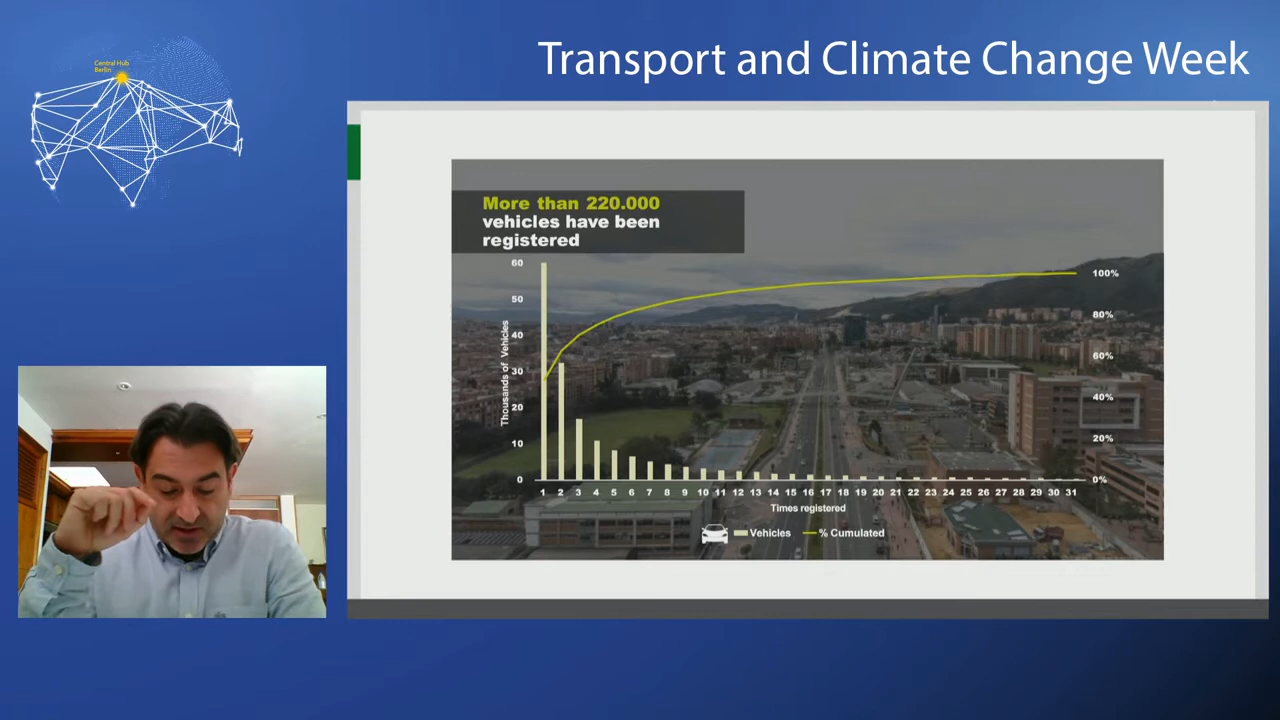 Central Hub
Berlin
Transport and Climate Change Week
More than 220.000
vehicles have been
registered
60
50
40
30
20
10
0
Thousands of Vehicles
100%
80%
60%
40%
20%
0%
1 2 3 4 5 6 7 8 9 10 11 12 13 14 15 16 17 18 19 20 21 22 23 24 25 26 27 28 29 30 31
Times registered
Vehicles % Cumulated